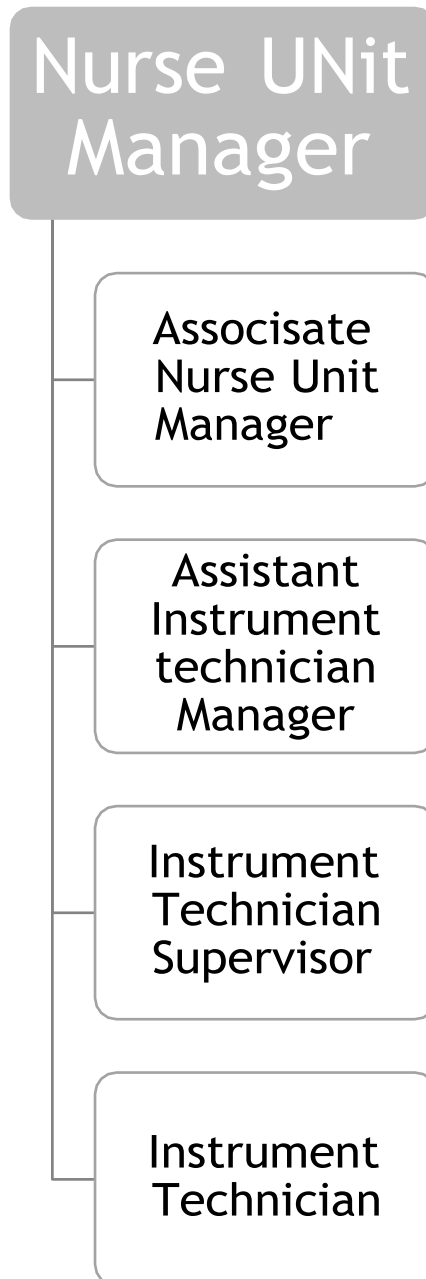 Nurse UNit
Manager
Associsate
Nurse Unit
Manager
Assistant
Instrument
technician
Manager
Instrument
Technician
Supervisor
Instrument
Technician